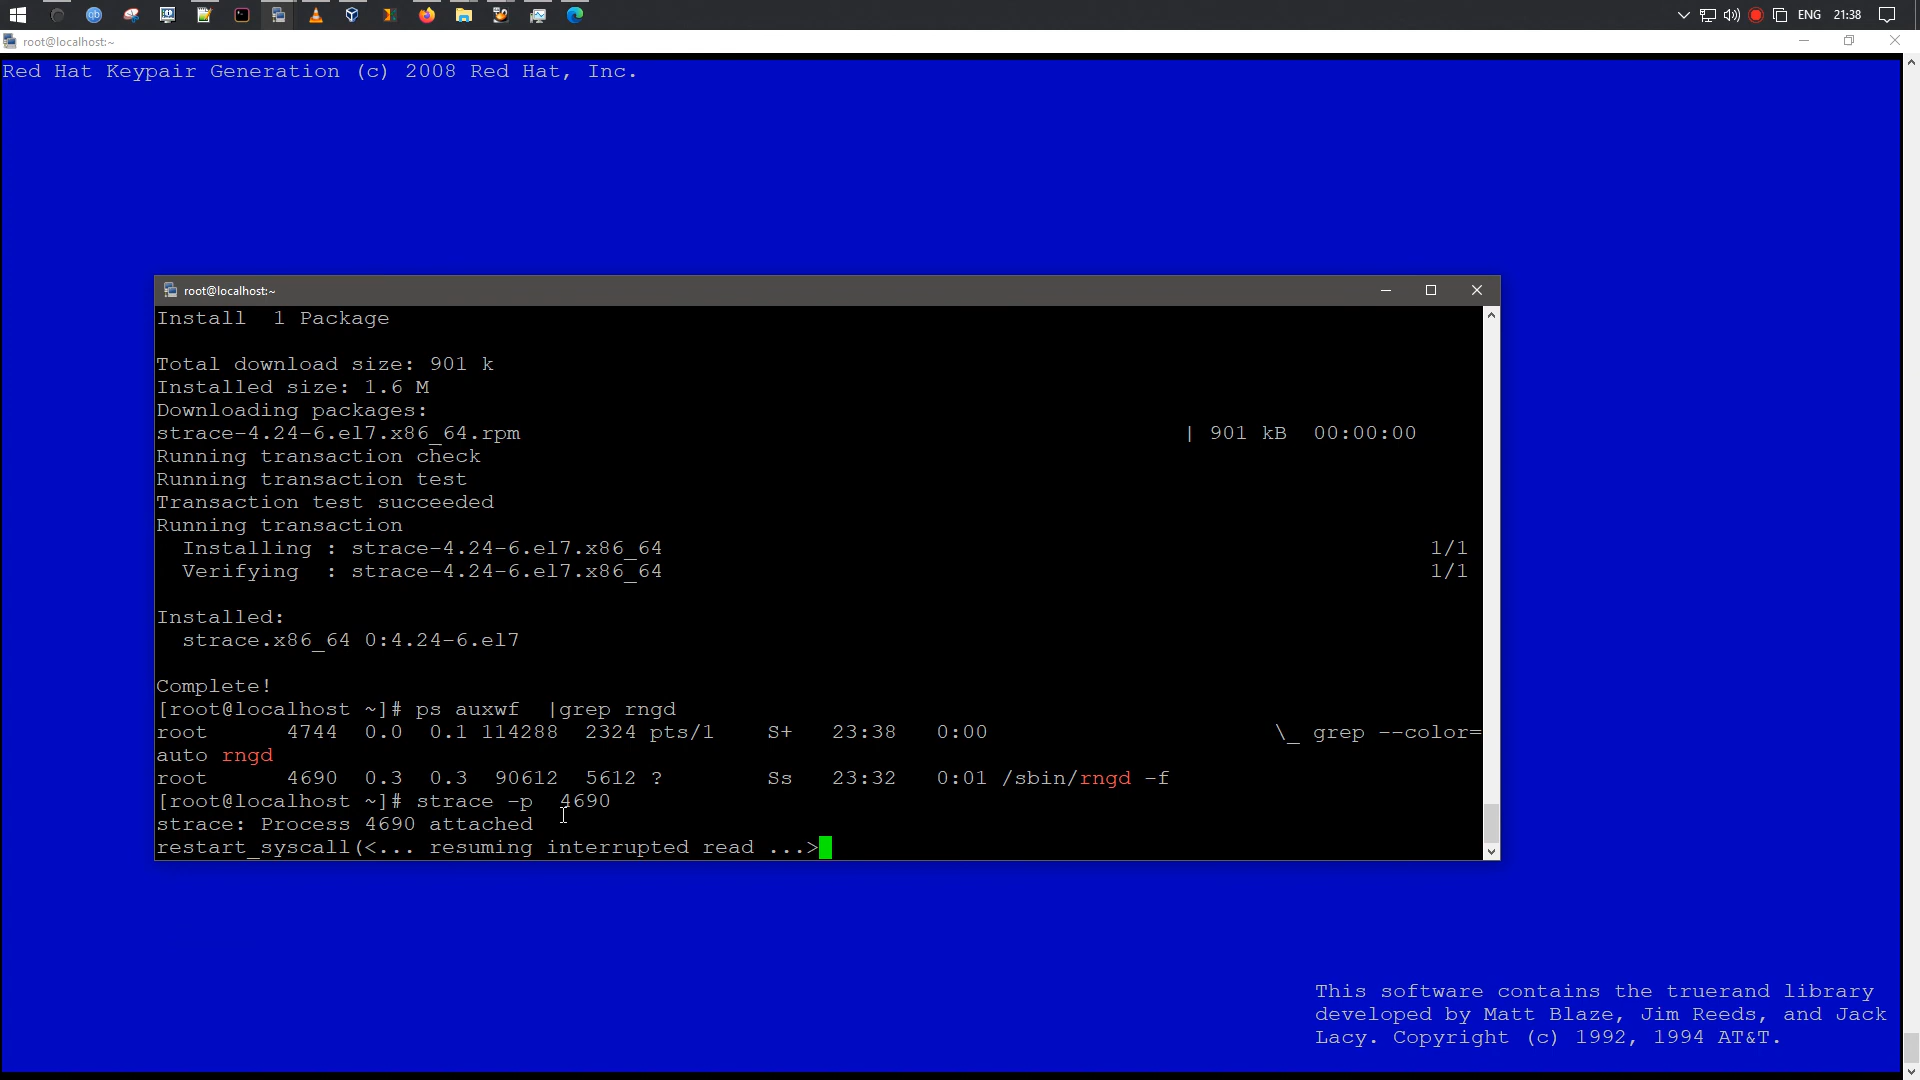 ENG 21:38
root@localhost:~
Red Hat Keypair Generation (c) 2008 Red Hat, Inc.
root@localhost:~
Install  1 Package
Total download size: 901 k
Installed size: 1.6 M
Downloading packages:
strace-4.24-6.el7.x86_64.rpm | 901 kB  00:00:00
Running transaction check
Running transaction test
Transaction test succeeded
Running transaction
  Installing : strace-4.24-6.el7.x86_64 1/1
  Verifying  : strace-4.24-6.el7.x86_64 1/1
Installed:
  strace.x86_64 0:4.24-6.el7
Complete!
[root@localhost ~]# ps auxwf  |grep rngd
root      4744  0.0  0.1 114288  2324 pts/1    S+   23:38   0:00                      \_ grep --color=
auto rngd
root      4690  0.3  0.3  90612  5612 ?        Ss   23:32   0:01 /sbin/rngd -f
[root@localhost ~]# strace -p  4690
strace: Process 4690 attached
restart_syscall(<... resuming interrupted read ...>
This software contains the truerand library
developed by Matt Blaze, Jim Reeds, and Jack
Lacy. Copyright (c) 1992, 1994 AT&T.